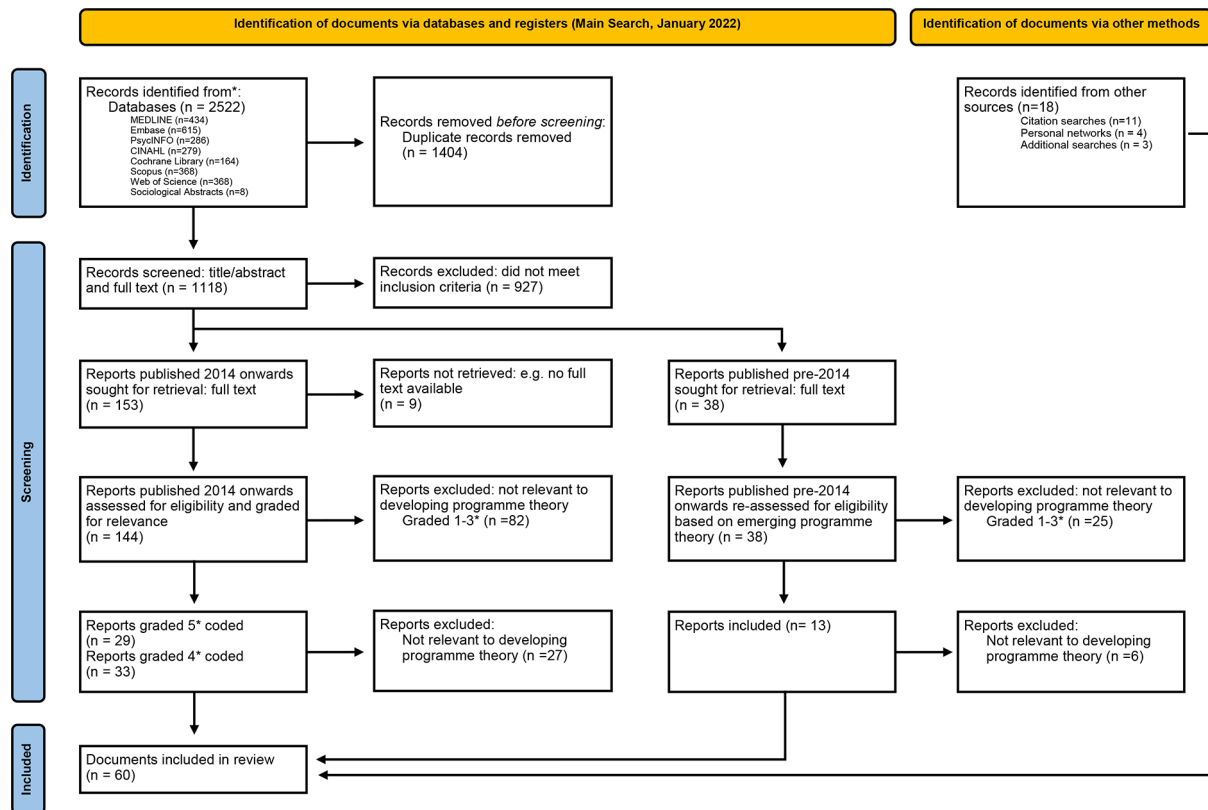 Identification of documents via databases and registers (Main Search, January 2022)
Identification of documents via other methods
Identification
Records identified from*:
Databases (n = 2522)
MEDLINE (n=434)
Embase (n=615)
PsycINFO (n=286)
CINAHL (n=279)
Cochrane Library (n=164)
Scopus (n=368)
Web of Science (n=368)
Sociological Abstracts (n=8)
Records removed before screening:
Duplicate records removed
(n = 1404)
Records identified from other
sources (n=18)
Citation searches (n=11)
Personal networks (n = 4)
Additional searches (n = 3)
Screening
Records screened: title/abstract
and full text (n = 1118)
Records excluded: did not meet
inclusion criteria (n = 927)
Reports published 2014 onwards
sought for retrieval: full text
(n = 153)
Reports not retrieved: e.g. no full
text available
(n = 9)
Reports published pre-2014
sought for retrieval: full text
(n = 38)
Reports published 2014 onwards
assessed for eligibility and graded
for relevance
(n = 144)
Reports excluded: not relevant to
developing programme theory
Graded 1-3* (n =82)
Reports published pre-2014
onwards re-assessed for eligibility
based on emerging programme
theory (n = 38)
Reports excluded: not relevant to
developing programme theory
Graded 1-3* (n =25)
Reports graded 5* coded
(n = 29)
Reports graded 4* coded
(n = 33)
Reports excluded:
Not relevant to developing
programme theory (n =27)
Reports included (n= 13)
Reports excluded:
Not relevant to developing
programme theory (n =6)
Included
Documents included in review
(n = 60)